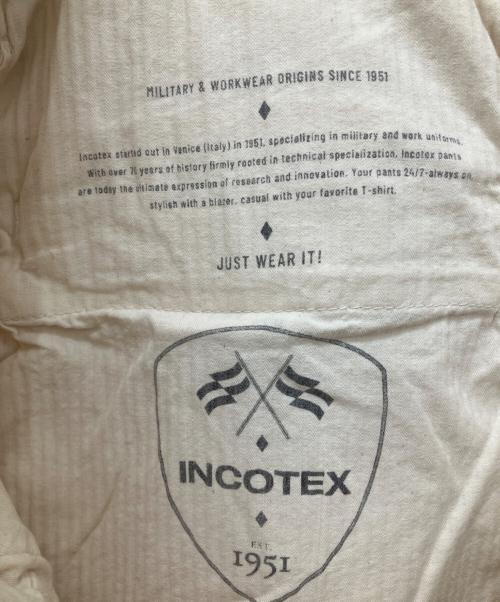 MILITARY & WORKWEAR ORIGINS SINCE 1951
Incotex started out in Venice (Italy) in 1951, specializing in military and work uniforms.
With over 71 years of history firmly rooted in technical specialization, Incotex pants
are today the ultimate expression of research and innovation. Your pants 24/7-always on,
stylish with a blazer, casual with your favorite T-shirt.
JUST WEAR IT!
INCOTEX
EST.
1951